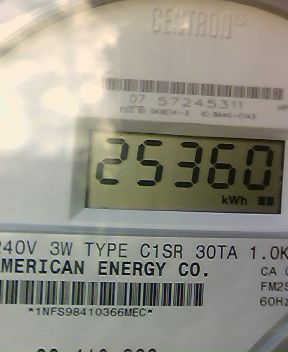 CENTRON®
07 57245311
25360
kWh
240V 3W TYPE C1SR 30TA 1.0K
AMERICAN ENERGY CO.
CA
FM2S
60Hz
*1NFS98410366MEC*